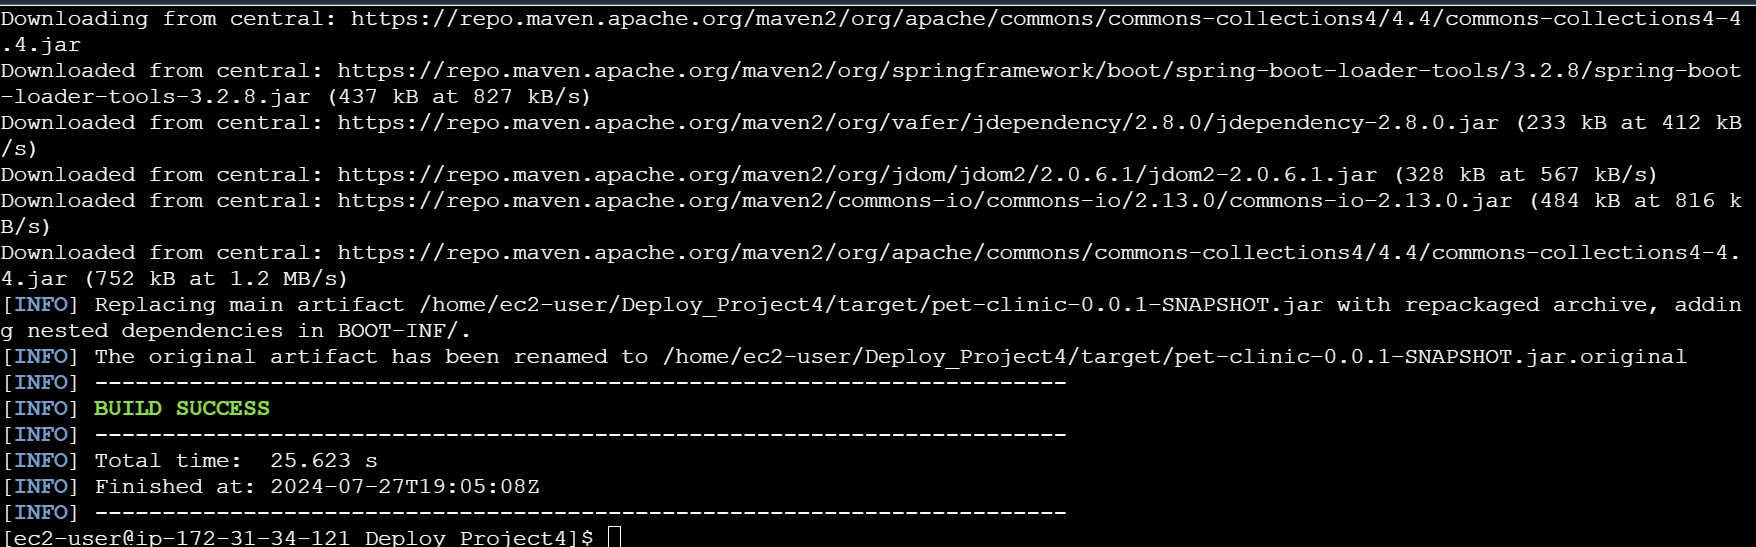 Downloading from central: https://repo.maven.apache.org/maven2/org/apache/commons/commons-collections4/4.4/commons-collections4-4
.4.jar
Downloaded from central: https://repo.maven.apache.org/maven2/org/springframework/boot/spring-boot-loader-tools/3.2.8/spring-boot
-loader-tools-3.2.8.jar (437 kB at 827 kB/s)
Downloaded from central: https://repo.maven.apache.org/maven2/org/vafer/jdependency/2.8.0/jdependency-2.8.0.jar (233 kB at 412 kB
/s)
Downloaded from central: https://repo.maven.apache.org/maven2/org/jdom/jdom2/2.0.6.1/jdom2-2.0.6.1.jar (328 kB at 567 kB/s)
Downloaded from central: https://repo.maven.apache.org/maven2/commons-io/commons-io/2.13.0/commons-io-2.13.0.jar (484 kB at 816 k
B/s)
Downloaded from central: https://repo.maven.apache.org/maven2/org/apache/commons/commons-collections4/4.4/commons-collections4-4.
4.jar (752 kB at 1.2 MB/s)
[INFO] Replacing main artifact /home/ec2-user/Deploy_Project4/target/pet-clinic-0.0.1-SNAPSHOT.jar with repackaged archive, addin
g nested dependencies in BOOT-INF/.
[INFO] The original artifact has been renamed to /home/ec2-user/Deploy_Project4/target/pet-clinic-0.0.1-SNAPSHOT.jar.original
[INFO] ------------------------------------------------------------------------
[INFO] BUILD SUCCESS
[INFO] ------------------------------------------------------------------------
[INFO] Total time:  25.623 s
[INFO] Finished at: 2024-07-27T19:05:08Z
[INFO] ------------------------------------------------------------------------
[ec2-user@ip-172-31-34-121 Deploy_Project4]$